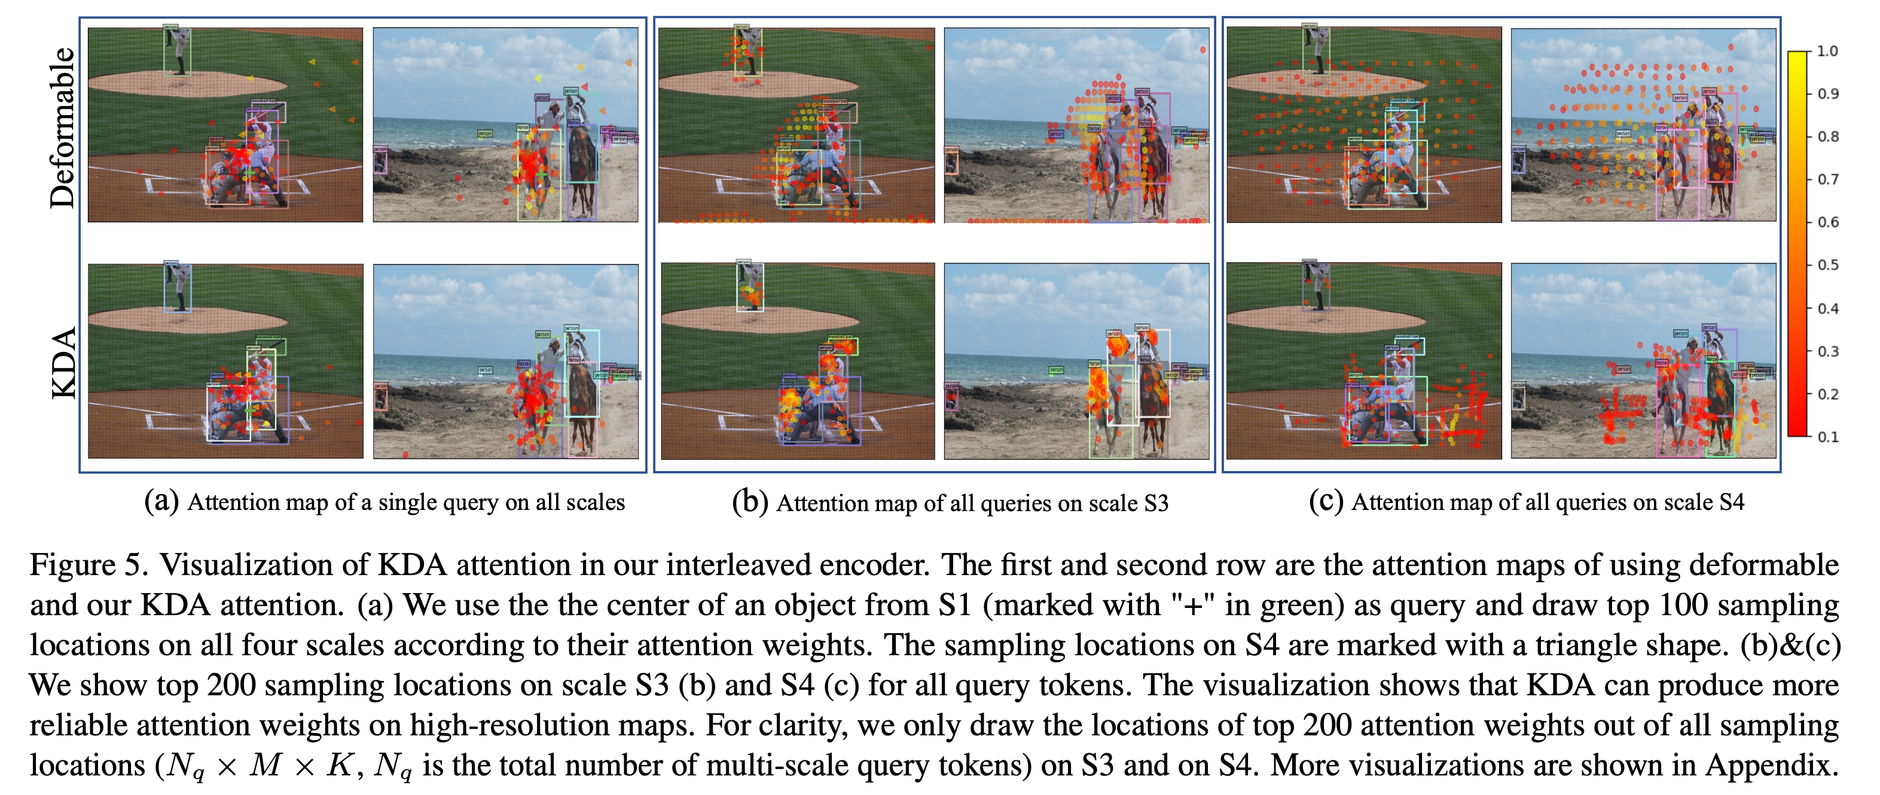 Deformable
KDA
1.0
0.9
0.8
0.7
0.6
0.5
0.4
0.3
0.2
0.1
(a) Attention map of a single query on all scales
(b) Attention map of all queries on scale S3
(c) Attention map of all queries on scale S4
Figure 5. Visualization of KDA attention in our interleaved encoder. The first and second row are the attention maps of using deformable
and our KDA attention. (a) We use the the center of an object from S1 (marked with "+" in green) as query and draw top 100 sampling
locations on all four scales according to their attention weights. The sampling locations on S4 are marked with a triangle shape. (b)&(c)
We show top 200 sampling locations on scale S3 (b) and S4 (c) for all query tokens. The visualization shows that KDA can produce more
reliable attention weights on high-resolution maps. For clarity, we only draw the locations of top 200 attention weights out of all sampling
locations (N_q × M × K, N_q is the total number of multi-scale query tokens) on S3 and on S4. More visualizations are shown in Appendix.